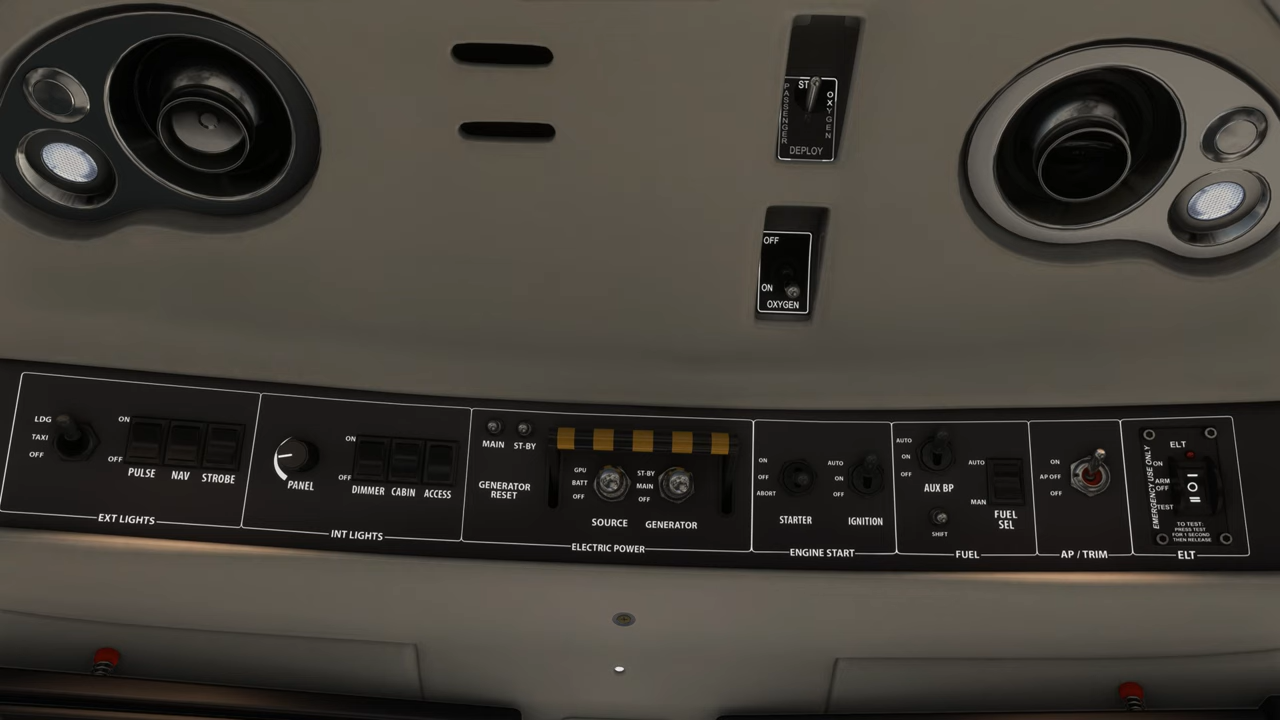 ST
PASSENGER
OXYGEN
DEPLOY
OFF
ON
OXYGEN
LDG
TAXI
OFF
ON
OFF
PULSE
NAV
STROBE
EXT LIGHTS
PANEL
ON
OFF
DIMMER
CABIN
ACCESS
INT LIGHTS
MAIN
ST-BY
GENERATOR
RESET
GPU
BATT
OFF
SOURCE
ST-BY
MAIN
OFF
GENERATOR
ELECTRIC POWER
ON
OFF
ABORT
STARTER
AUTO
ON
OFF
IGNITION
ENGINE START
AUTO
ON
OFF
AUX BP
SHIFT
AUTO
MAN
FUEL
SEL
FUEL
ON
AP OFF
OFF
AP / TRIM
EMERGENCY USE ONLY
ELT
ON
ARM
OFF
TEST
TO TEST:
PRESS TEST
FOR 1 SECOND
THEN RELEASE
ELT